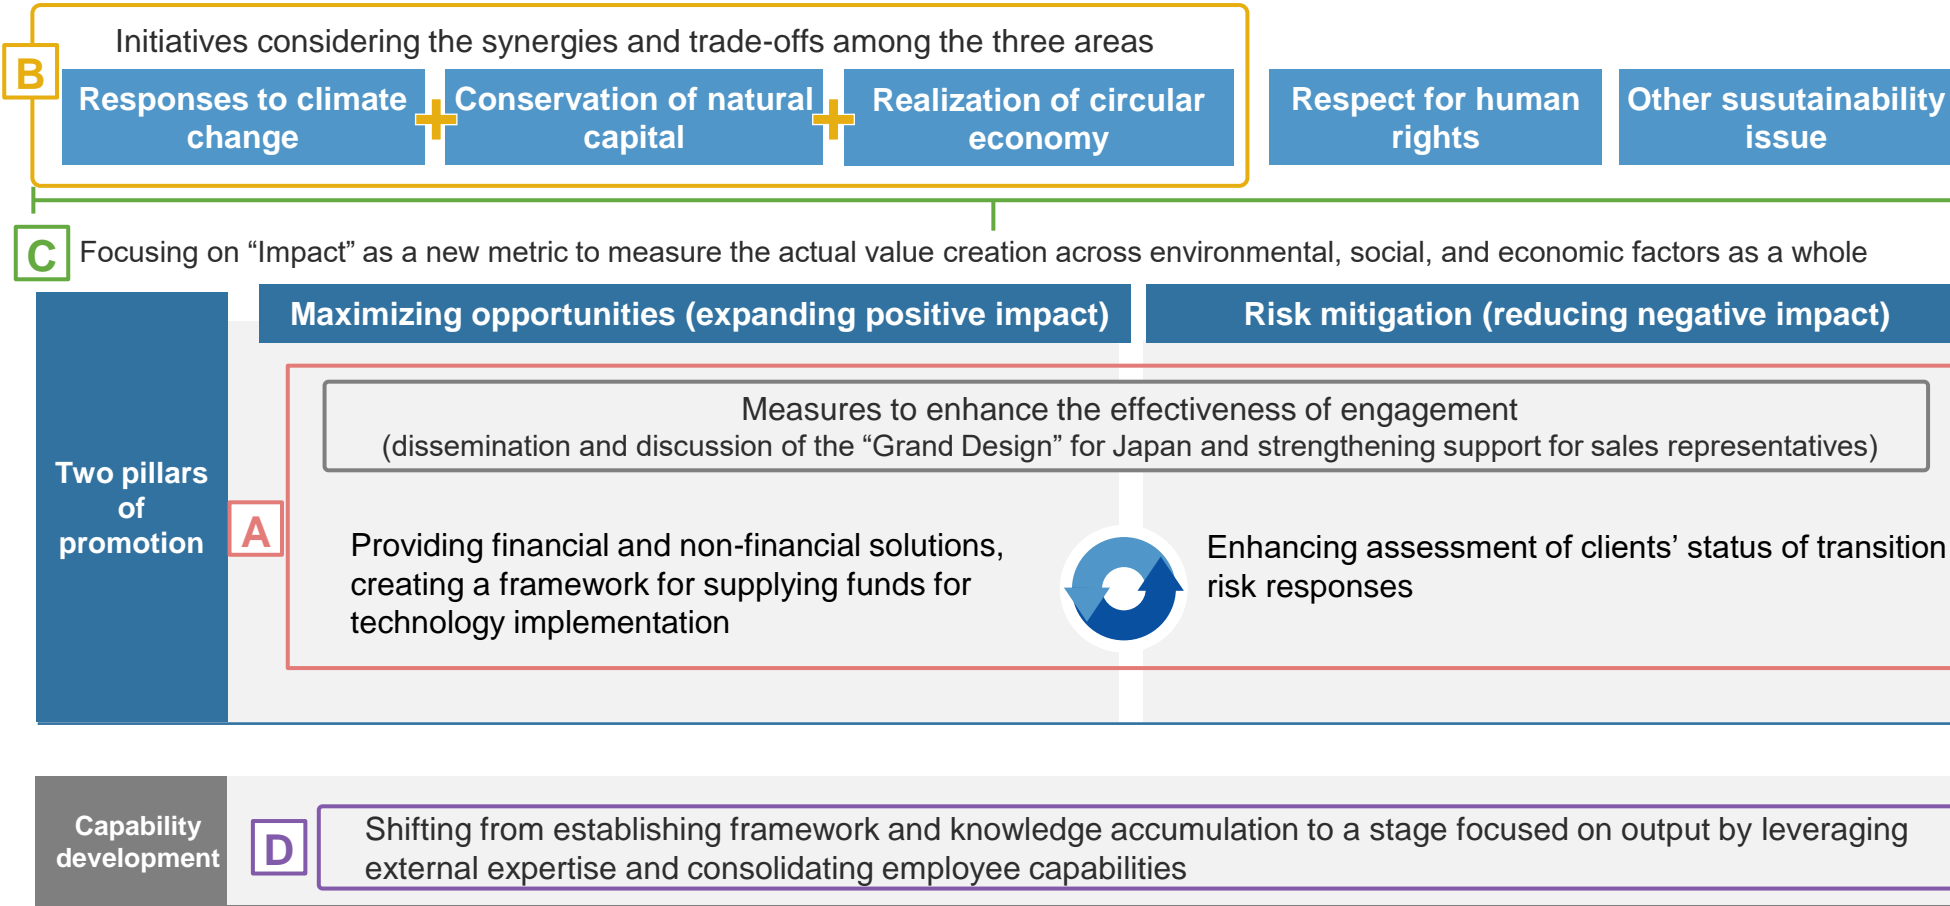 Initiatives considering the synergies and trade-offs among the three areas
B
Responses to climate
change
+
Conservation of natural
capital
+
Realization of circular
economy
Respect for human
rights
Other susutainability
issue
C
Focusing on “Impact” as a new metric to measure the actual value creation across environmental, social, and economic factors as a whole
Maximizing opportunities (expanding positive impact)
Risk mitigation (reducing negative impact)
Two pillars
of
promotion
A
Measures to enhance the effectiveness of engagement
(dissemination and discussion of the “Grand Design” for Japan and strengthening support for sales representatives)
Providing financial and non-financial solutions,
creating a framework for supplying funds for
technology implementation
Enhancing assessment of clients’ status of transition
risk responses
Capability
development
D
Shifting from establishing framework and knowledge accumulation to a stage focused on output by leveraging
external expertise and consolidating employee capabilities